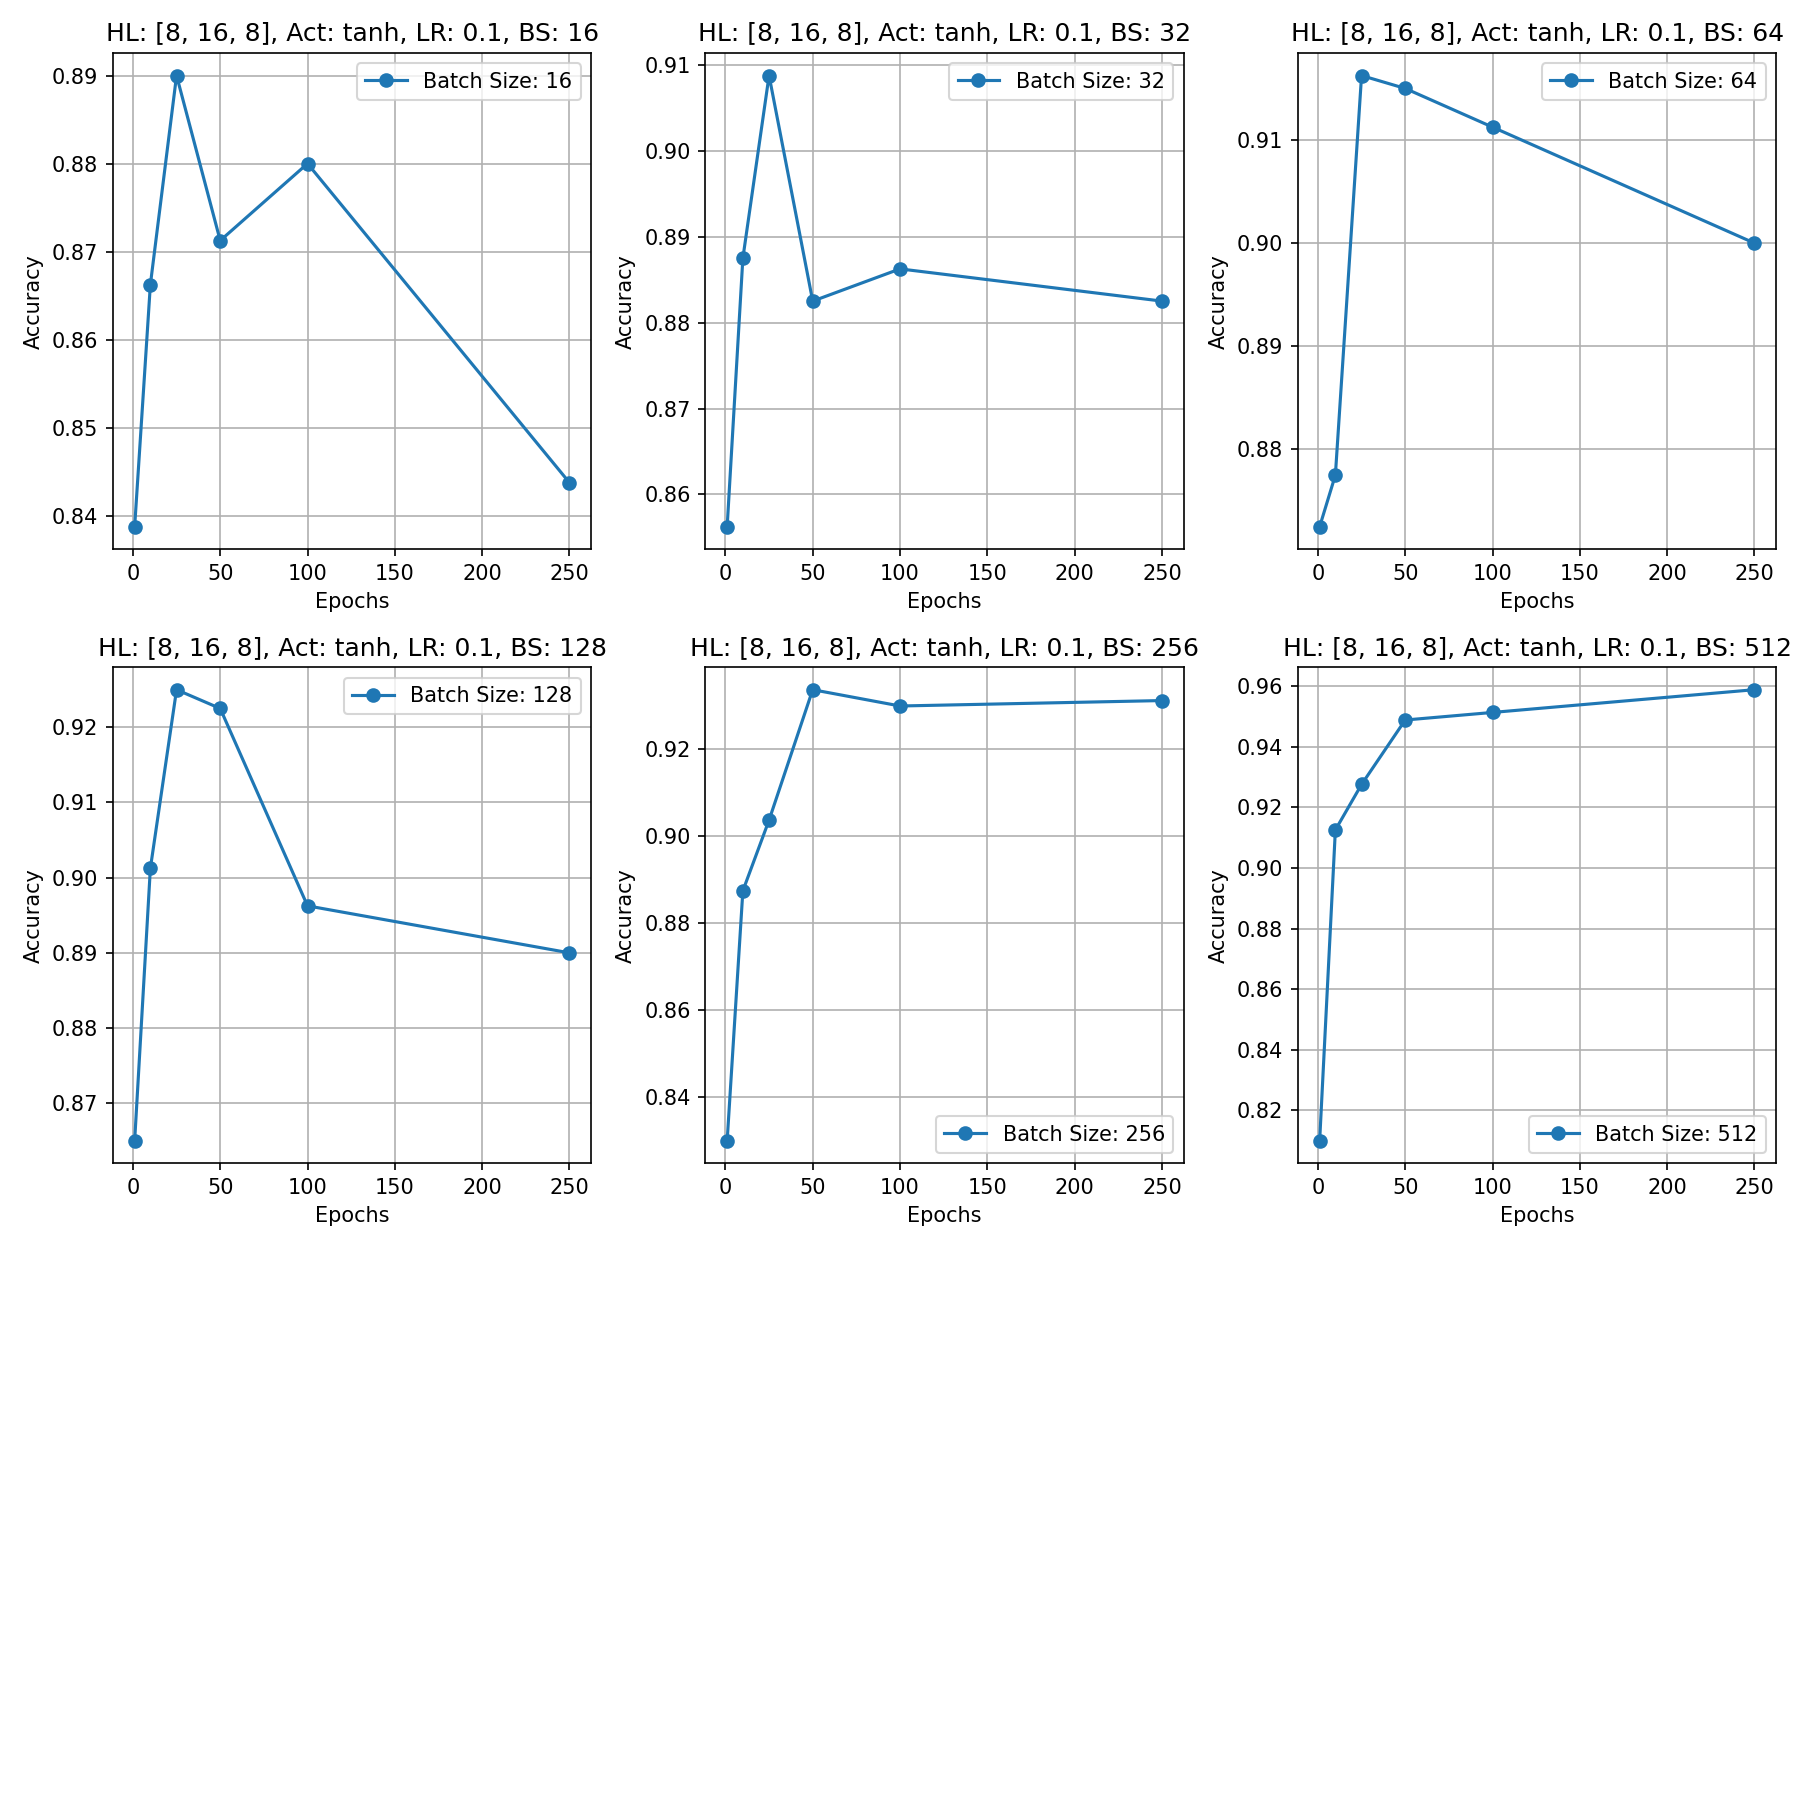 HL: [8, 16, 8], Act: tanh, LR: 0.1, BS: 16
Batch Size: 16
Accuracy
0.89
0.88
0.87
0.86
0.85
0.84
0 50 100 150 200 250
Epochs
HL: [8, 16, 8], Act: tanh, LR: 0.1, BS: 32
Batch Size: 32
Accuracy
0.91
0.90
0.89
0.88
0.87
0.86
0 50 100 150 200 250
Epochs
HL: [8, 16, 8], Act: tanh, LR: 0.1, BS: 64
Batch Size: 64
Accuracy
0.91
0.90
0.89
0.88
0 50 100 150 200 250
Epochs
HL: [8, 16, 8], Act: tanh, LR: 0.1, BS: 128
Batch Size: 128
Accuracy
0.92
0.91
0.90
0.89
0.88
0.87
0 50 100 150 200 250
Epochs
HL: [8, 16, 8], Act: tanh, LR: 0.1, BS: 256
Accuracy
0.92
0.90
0.88
0.86
0.84
Batch Size: 256
0 50 100 150 200 250
Epochs
HL: [8, 16, 8], Act: tanh, LR: 0.1, BS: 512
Accuracy
0.96
0.94
0.92
0.90
0.88
0.86
0.84
0.82
Batch Size: 512
0 50 100 150 200 250
Epochs